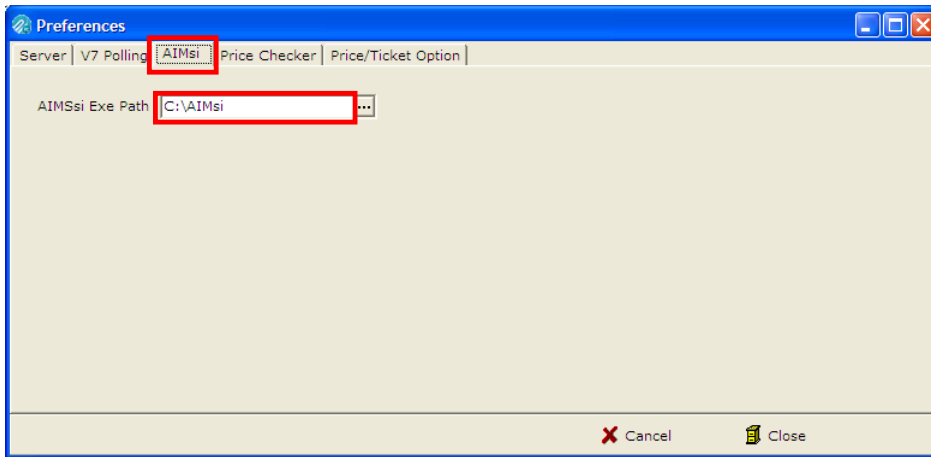 Preferences
Server V7 Polling AIMsi Price Checker Price/Ticket Option
AIMSsi Exe Path C:\AIMsi ...
Cancel Close